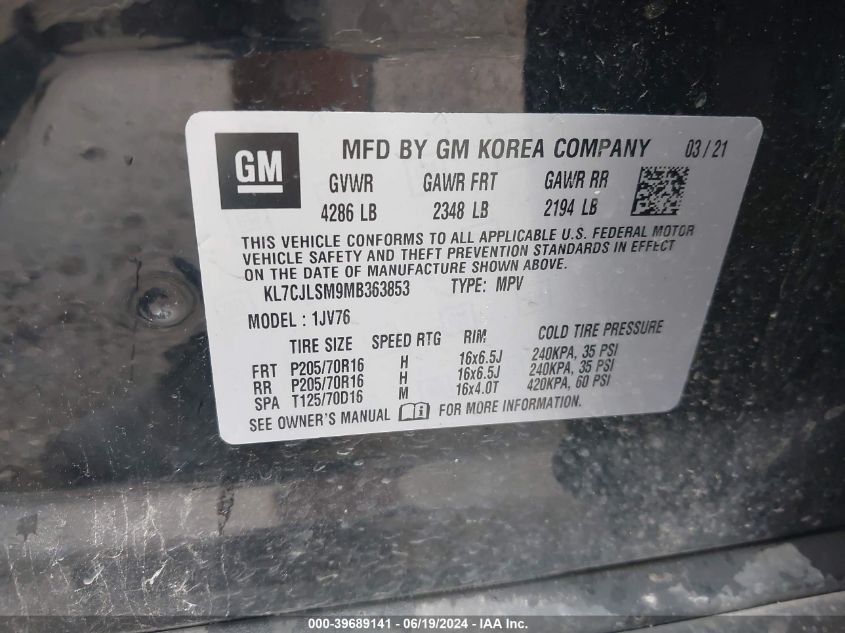 GM
MFD BY GM KOREA COMPANY 03/21
GVWR GAWR FRT GAWR RR
4286 LB 2348 LB 2194 LB
THIS VEHICLE CONFORMS TO ALL APPLICABLE U.S. FEDERAL MOTOR
VEHICLE SAFETY AND THEFT PREVENTION STANDARDS IN EFFECT
ON THE DATE OF MANUFACTURE SHOWN ABOVE.
KL7CJLSM9MB363853 TYPE: MPV
MODEL : 1JV76
TIRE SIZE SPEED RTG RIM COLD TIRE PRESSURE
FRT P205/70R16 H 16x6.5J 240KPA, 35 PSI
RR P205/70R16 H 16x6.5J 240KPA, 35 PSI
SPA T125/70D16 M 16x4.0T 420KPA, 60 PSI
SEE OWNER'S MANUAL FOR MORE INFORMATION.
000-39689141 - 06/19/2024 - IAA Inc.